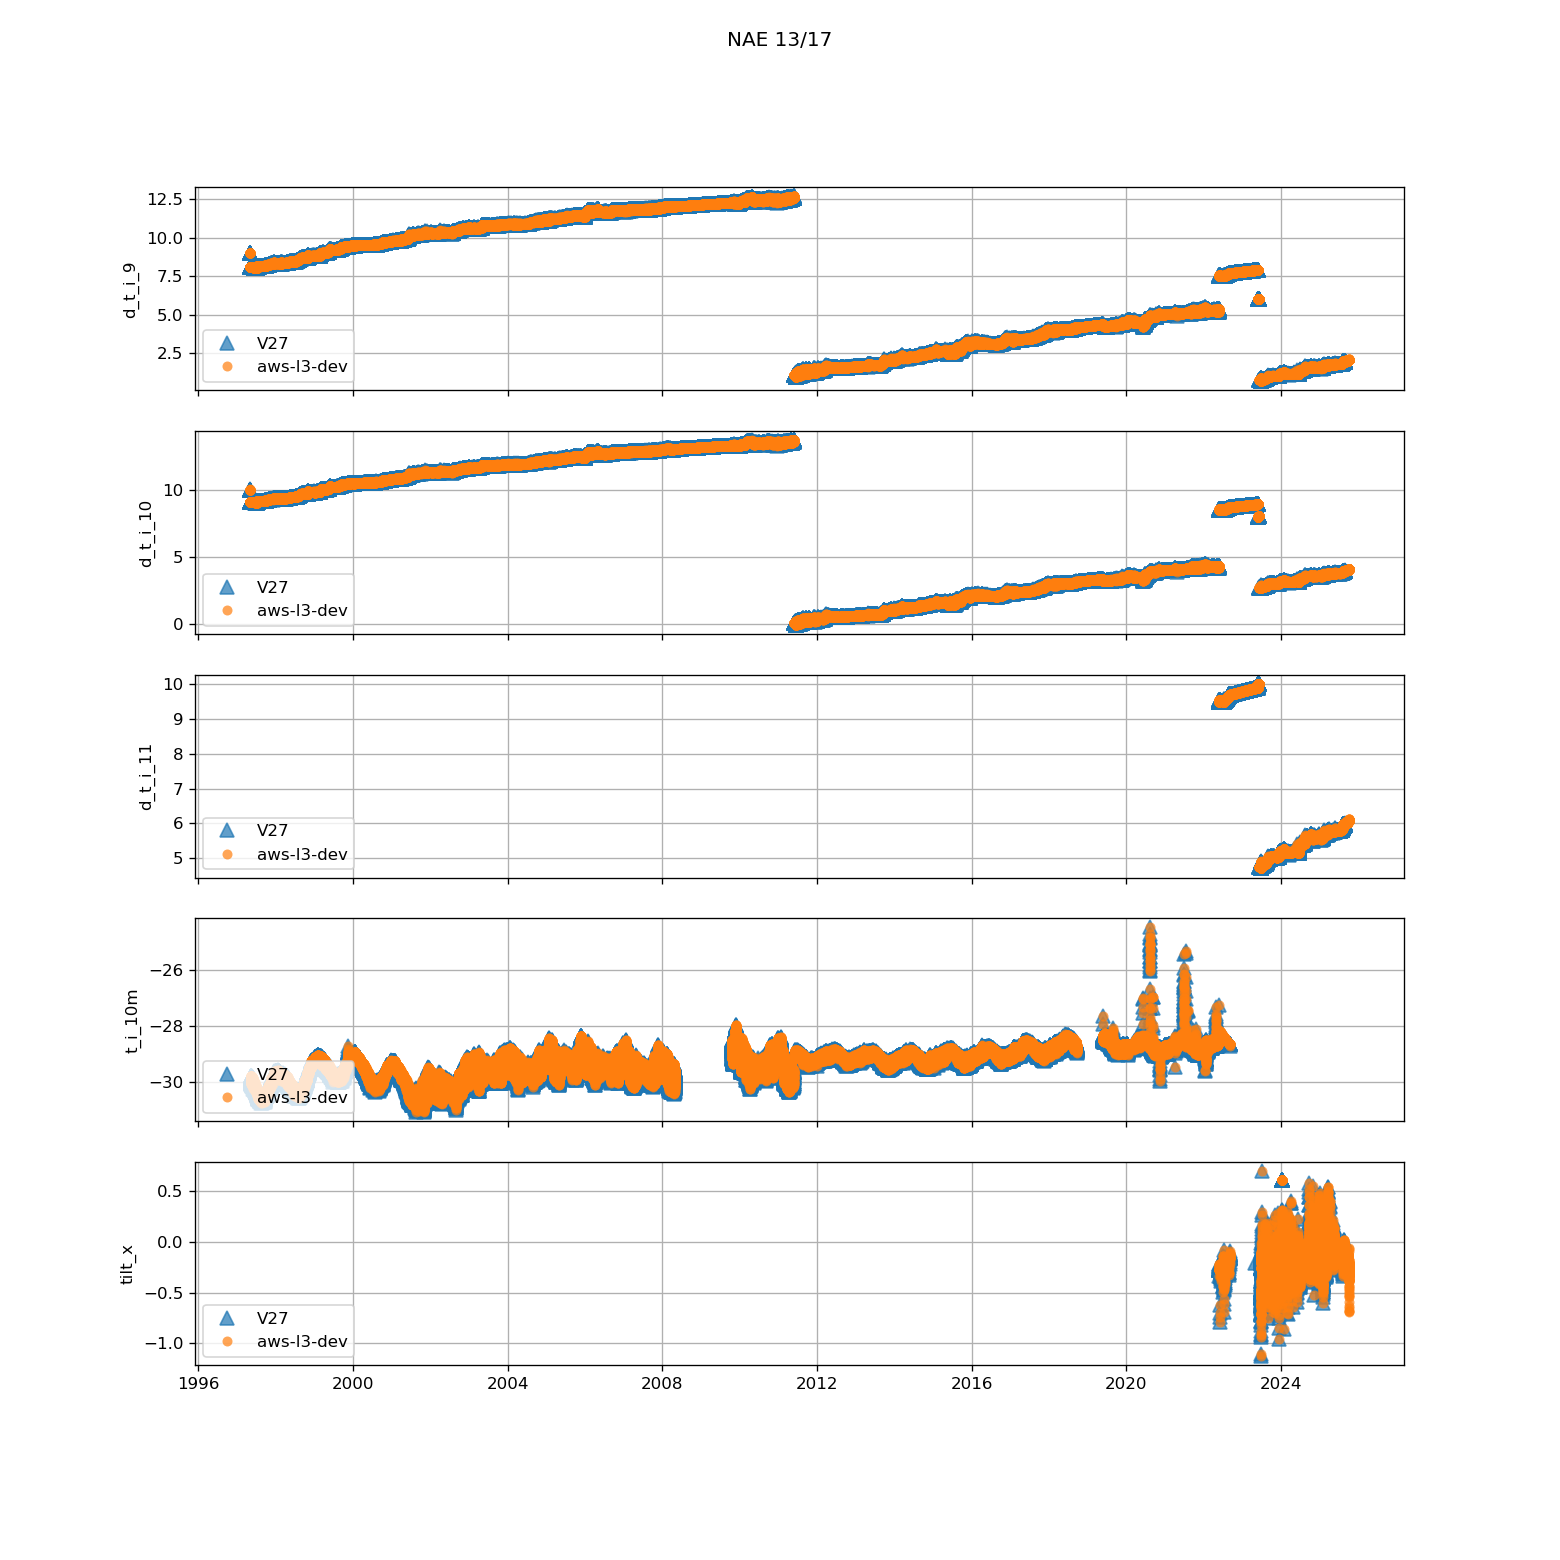 NAE 13/17
12.5
10.0
7.5
5.0
2.5
d_t_i_9
V27
aws-l3-dev
10
5
0
d_t_i_10
V27
aws-l3-dev
10
9
8
7
6
5
d_t_i_11
V27
aws-l3-dev
−26
−28
−30
t_i_10m
V27
aws-l3-dev
0.5
0.0
−0.5
−1.0
tilt_x
V27
aws-l3-dev
1996 2000 2004 2008 2012 2016 2020 2024